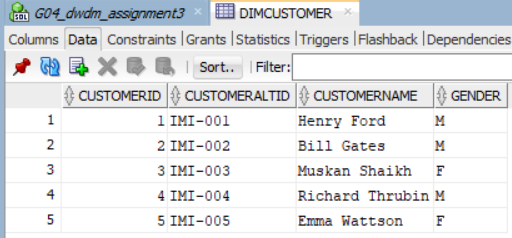 SQL G04_dwdm_assignment3 × DIMCUSTOMER ×
Columns Data Constraints Grants Statistics Triggers Flashback Dependencies
Sort.. Filter:
CUSTOMERID CUSTOMERALTID CUSTOMERNAME GENDER
1 1 IMI-001 Henry Ford M
2 2 IMI-002 Bill Gates M
3 3 IMI-003 Muskan Shaikh F
4 4 IMI-004 Richard Thrubin M
5 5 IMI-005 Emma Wattson F